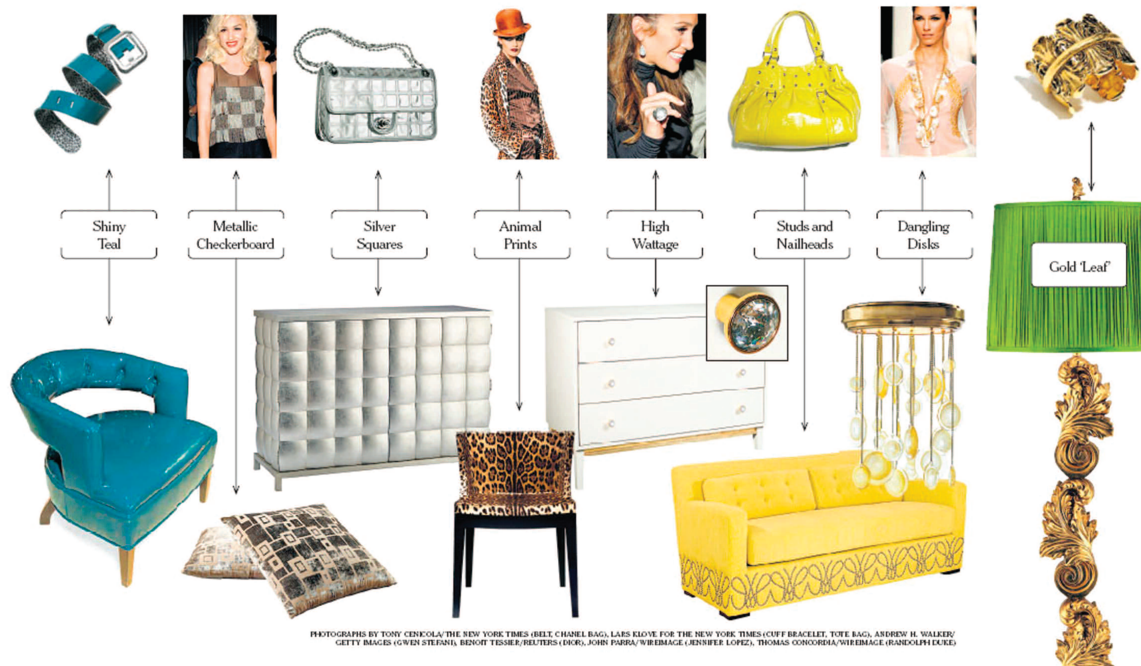 Shiny
Teal
Metallic
Checkerboard
Silver
Squares
Animal
Prints
High
Wattage
Studs and
Nailheads
Dangling
Disks
Gold ‘Leaf’
PHOTOGRAPHS BY TONY CENICOLA/THE NEW YORK TIMES (BELT, CHANEL BAG), LARS KLOVE FOR THE NEW YORK TIMES (CUFF BRACELET, TOTE BAG), ANDREW H. WALKER/
GETTY IMAGES (GWEN STEFANI), BENOIT TESSIER/REUTERS (DIOR), JOHN PARRA/WIREIMAGE (JENNIFER LOPEZ), THOMAS CONCORDIA/WIREIMAGE (RANDOLPH DUKE)